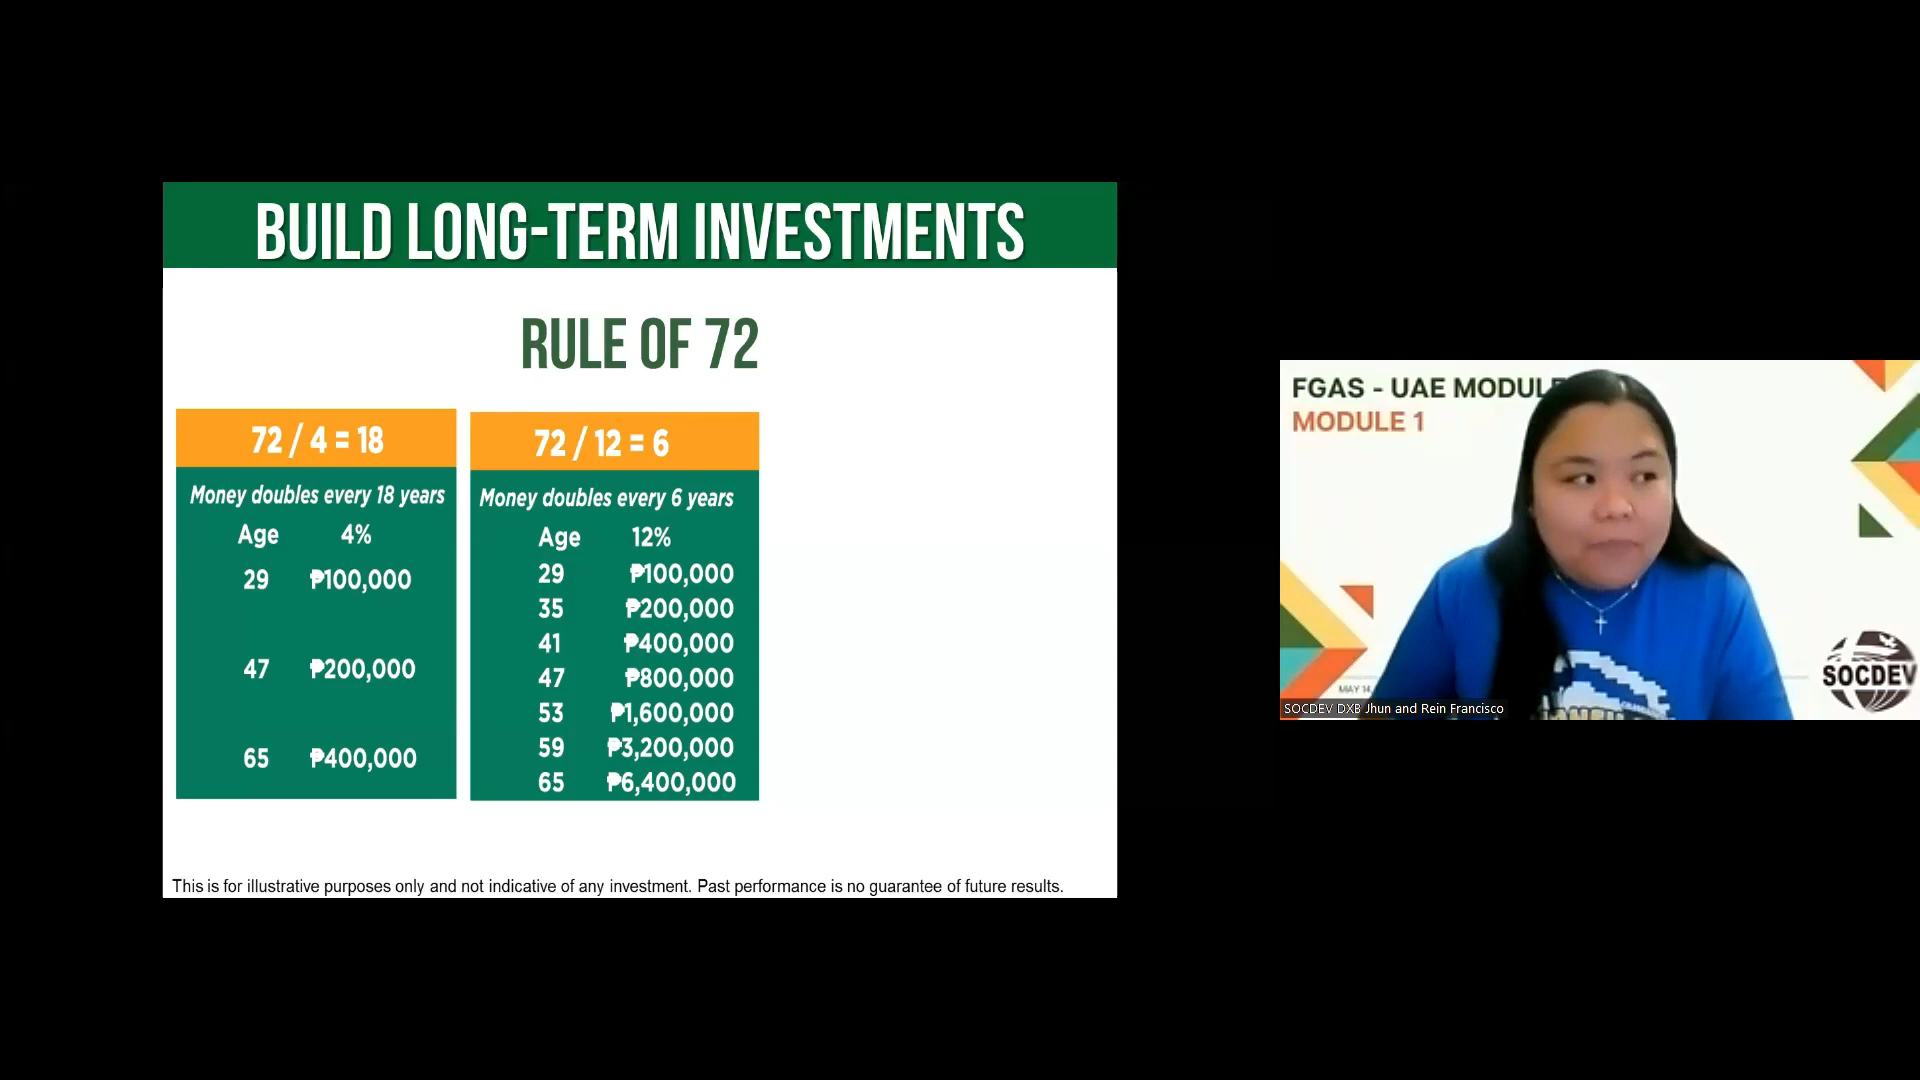 BUILD LONG-TERM INVESTMENTS
RULE OF 72
72 / 4 = 18
Money doubles every 18 years
Age 4%
29 ₱100,000
47 ₱200,000
65 ₱400,000
72 / 12 = 6
Money doubles every 6 years
Age 12%
29 ₱100,000
35 ₱200,000
41 ₱400,000
47 ₱800,000
53 ₱1,600,000
59 ₱3,200,000
65 ₱6,400,000
This is for illustrative purposes only and not indicative of any investment. Past performance is no guarantee of future results.
FGAS - UAE MODULE
MODULE 1
MAY 14
SOCDEV
SOCDEV DXB Jhun and Rein Francisco